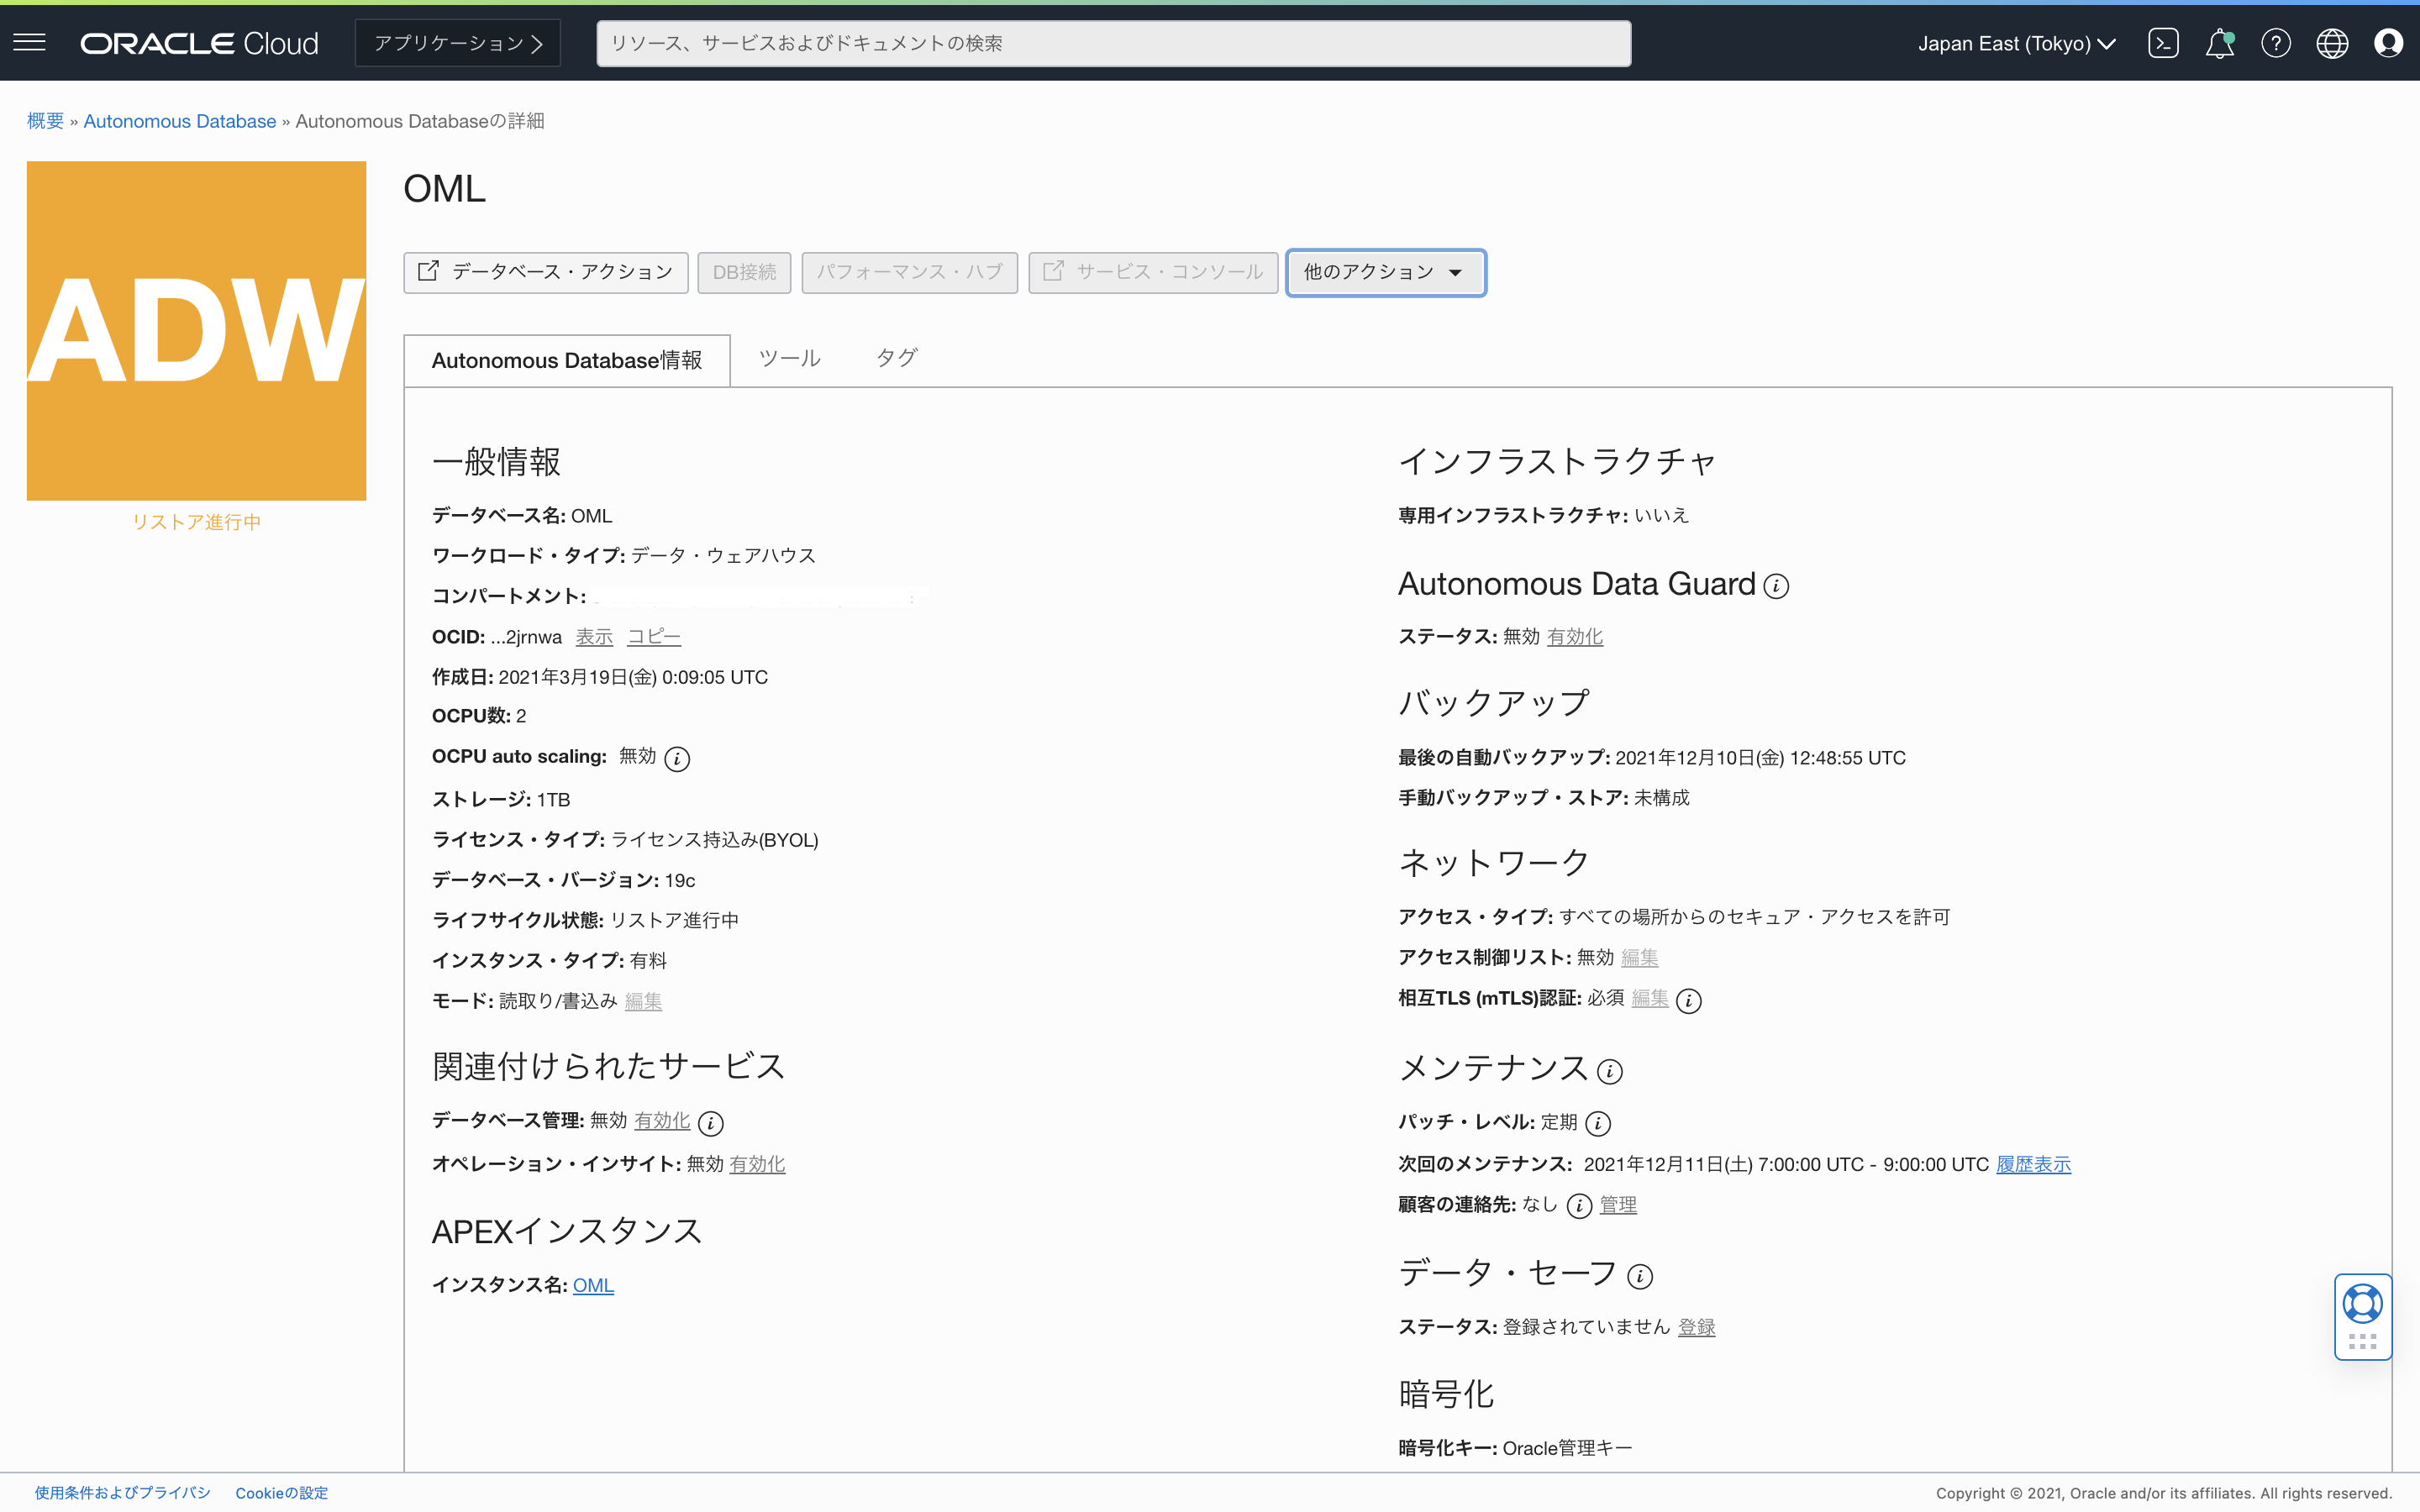 ORACLE Cloud
アプリケーション
リソース、サービスおよびドキュメントの検索
Japan East (Tokyo)
概要 » Autonomous Database » Autonomous Databaseの詳細
ADW
リストア進行中
OML
データベース・アクション
DB接続
パフォーマンス・ハブ
サービス・コンソール
他のアクション
Autonomous Database情報
ツール
タグ
一般情報
データベース名: OML
ワークロード・タイプ: データ・ウェアハウス
コンパートメント:
OCID: ...2jrnwa 表示 コピー
作成日: 2021年3月19日(金) 0:09:05 UTC
OCPU数: 2
OCPU auto scaling: 無効
ストレージ: 1TB
ライセンス・タイプ: ライセンス持込み(BYOL)
データベース・バージョン: 19c
ライフサイクル状態: リストア進行中
インスタンス・タイプ: 有料
モード: 読取り/書込み 編集
関連付けられたサービス
データベース管理: 無効 有効化
オペレーション・インサイト: 無効 有効化
APEXインスタンス
インスタンス名: OML
インフラストラクチャ
専用インフラストラクチャ: いいえ
Autonomous Data Guard
ステータス: 無効 有効化
バックアップ
最後の自動バックアップ: 2021年12月10日(金) 12:48:55 UTC
手動バックアップ・ストア: 未構成
ネットワーク
アクセス・タイプ: すべての場所からのセキュア・アクセスを許可
アクセス制御リスト: 無効 編集
相互TLS (mTLS)認証: 必須 編集
メンテナンス
パッチ・レベル: 定期
次回のメンテナンス: 2021年12月11日(土) 7:00:00 UTC - 9:00:00 UTC 履歴表示
顧客の連絡先: なし 管理
データ・セーフ
ステータス: 登録されていません 登録
暗号化
暗号化キー: Oracle管理キー
使用条件およびプライバシ
Cookieの設定
Copyright © 2021, Oracle and/or its affiliates. All rights reserved.